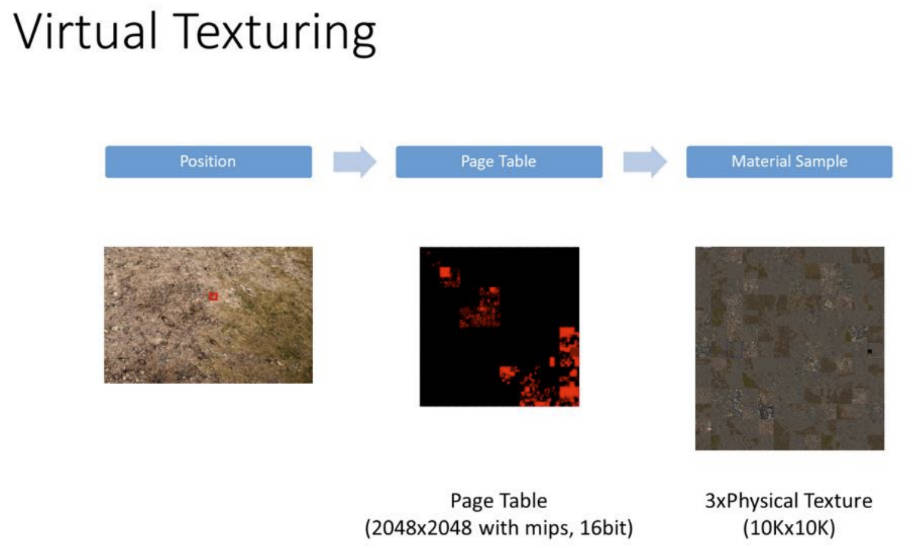 Virtual Texturing
Position
Page Table
Material Sample
Page Table
(2048x2048 with mips, 16bit)
3xPhysical Texture
(10Kx10K)